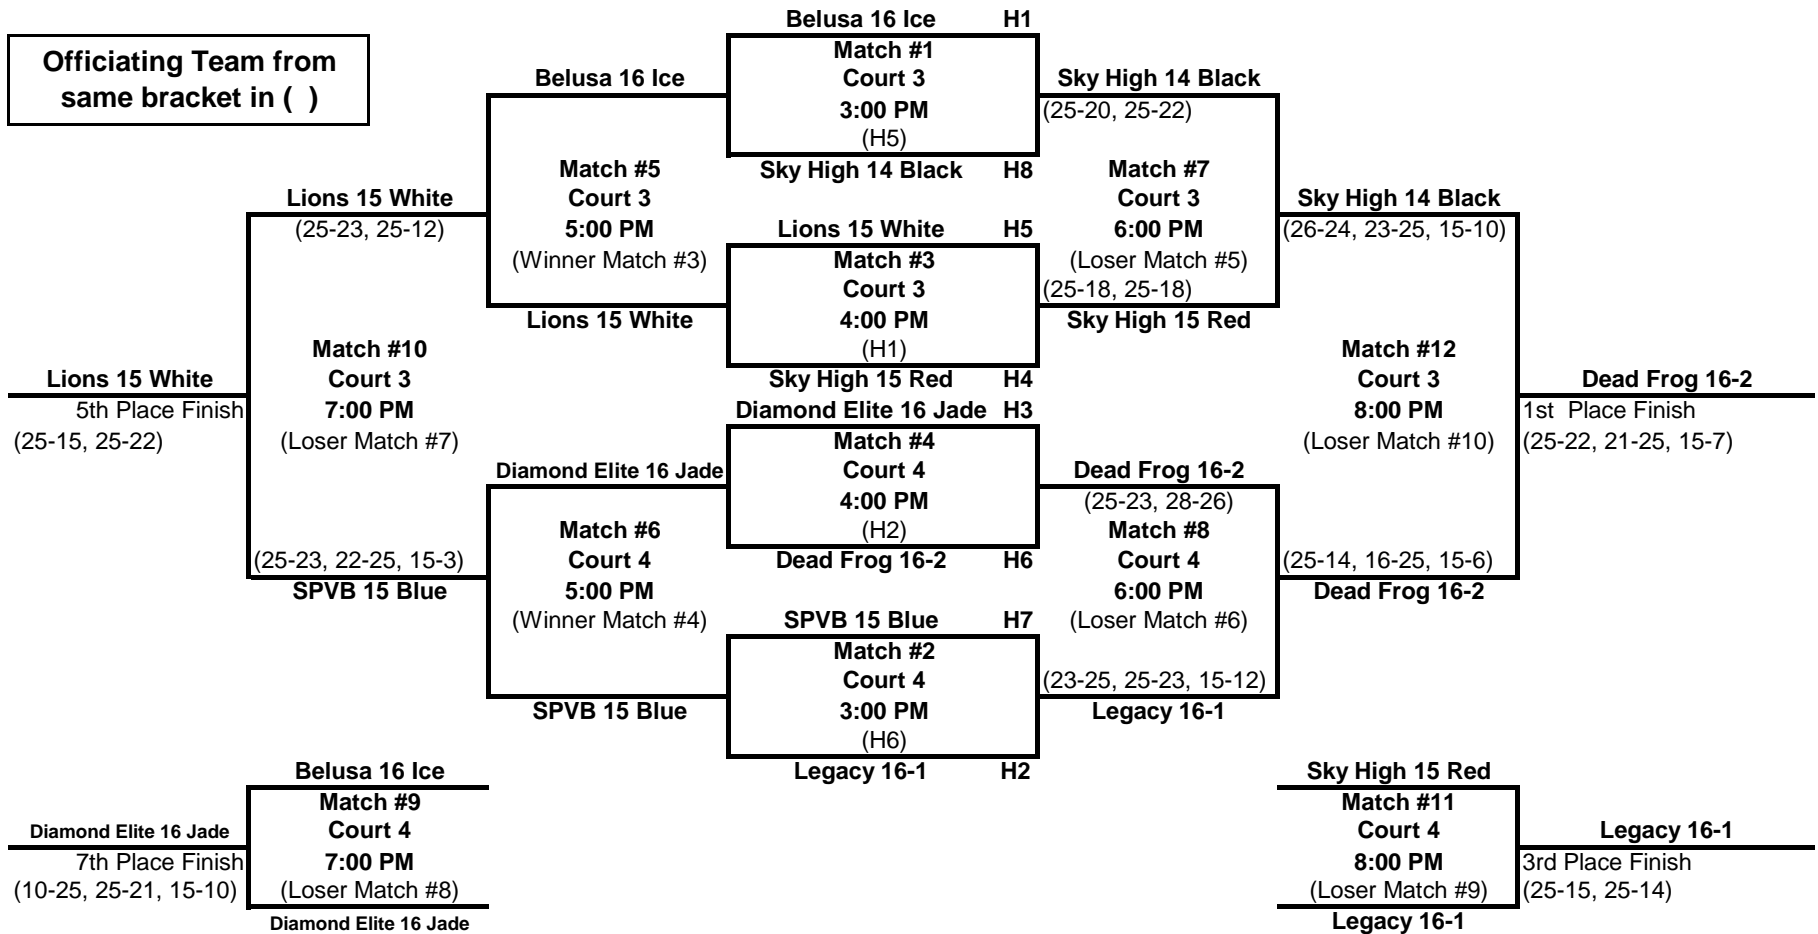 Belusa 16 Ice H1
Officiating Team from
same bracket in ( )
Match #1
Court 3
3:00 PM
(H5)
Sky High 14 Black H8
Belusa 16 Ice
Sky High 14 Black
(25-20, 25-22)
Match #5
Court 3
5:00 PM
(Winner Match #3)
Match #7
Court 3
6:00 PM
(Loser Match #5)
Lions 15 White
(25-23, 25-12)
Sky High 14 Black
(26-24, 23-25, 15-10)
Lions 15 White H5
Match #3
Court 3
4:00 PM
(H1)
Sky High 15 Red H4
Lions 15 White
(25-18, 25-18)
Sky High 15 Red
Match #10
Court 3
7:00 PM
(Loser Match #7)
Match #12
Court 3
8:00 PM
(Loser Match #10)
Lions 15 White
5th Place Finish
(25-15, 25-22)
Dead Frog 16-2
1st  Place Finish
(25-22, 21-25, 15-7)
Diamond Elite 16 Jade H3
Match #4
Court 4
4:00 PM
(H2)
Dead Frog 16-2 H6
Diamond Elite 16 Jade
Dead Frog 16-2
(25-23, 28-26)
Match #6
Court 4
5:00 PM
(Winner Match #4)
Match #8
Court 4
6:00 PM
(Loser Match #6)
(25-23, 22-25, 15-3)
SPVB 15 Blue
(25-14, 16-25, 15-6)
Dead Frog 16-2
SPVB 15 Blue H7
Match #2
Court 4
3:00 PM
(H6)
Legacy 16-1 H2
SPVB 15 Blue
(23-25, 25-23, 15-12)
Legacy 16-1
Belusa 16 Ice
Match #9
Court 4
7:00 PM
(Loser Match #8)
Diamond Elite 16 Jade
Diamond Elite 16 Jade
7th Place Finish
(10-25, 25-21, 15-10)
Sky High 15 Red
Match #11
Court 4
8:00 PM
(Loser Match #9)
Legacy 16-1
Legacy 16-1
3rd Place Finish
(25-15, 25-14)